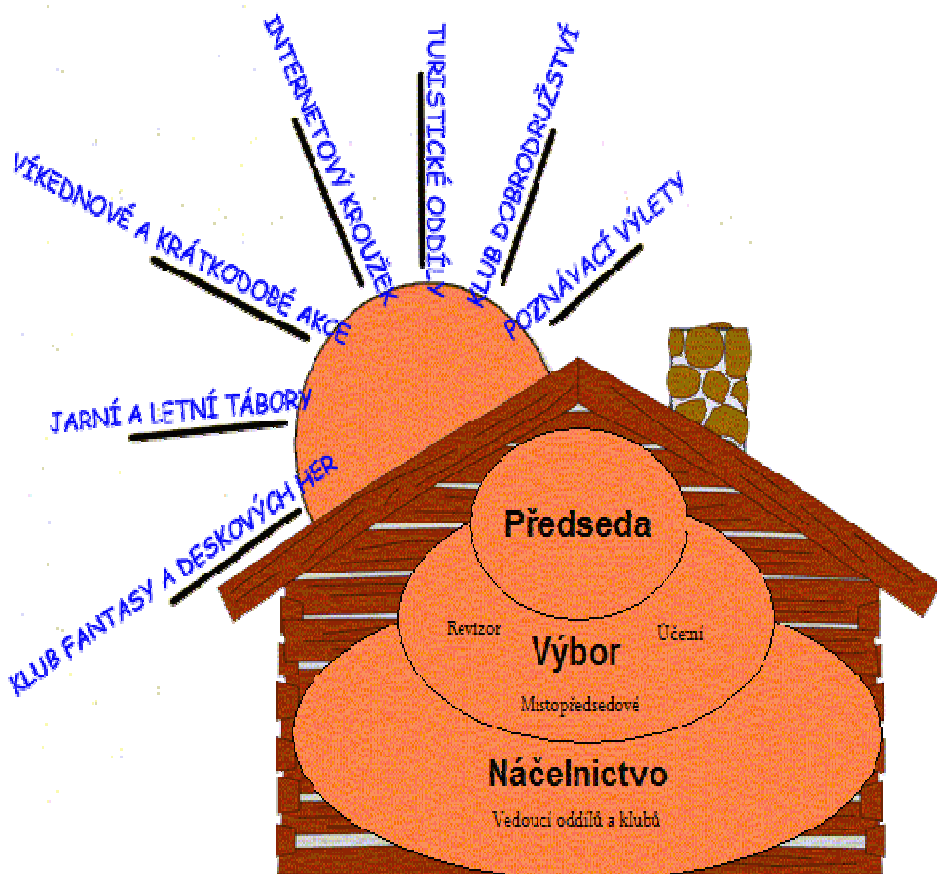 INTERNETOVÝ KROUŽEK
TURISTICKÉ ODDÍLY
KLUB DOBRODRUŽSTVÍ
VÍKEDNOVÉ A KRÁTKODOBÉ AKCE
POZNÁVACÍ VÝLETY
JARNÍ A LETNÍ TÁBORY
KLUB FANTASY A DESKOVÝCH HER
Předseda
Revizor
Účení
Výbor
Místopředsedové
Náčelnictvo
Vedoucí oddílů a klubů